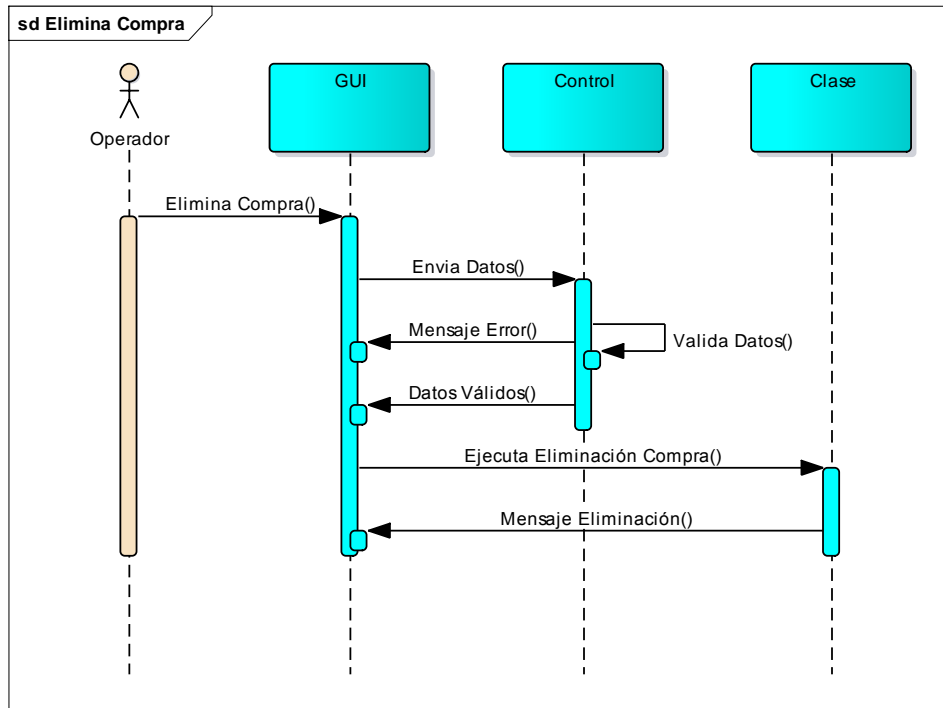 sd Elimina Compra
Operador
GUI
Control
Clase
Elimina Compra()
Envia Datos()
Mensaje Error()
Valida Datos()
Datos Válidos()
Ejecuta Eliminación Compra()
Mensaje Eliminación()